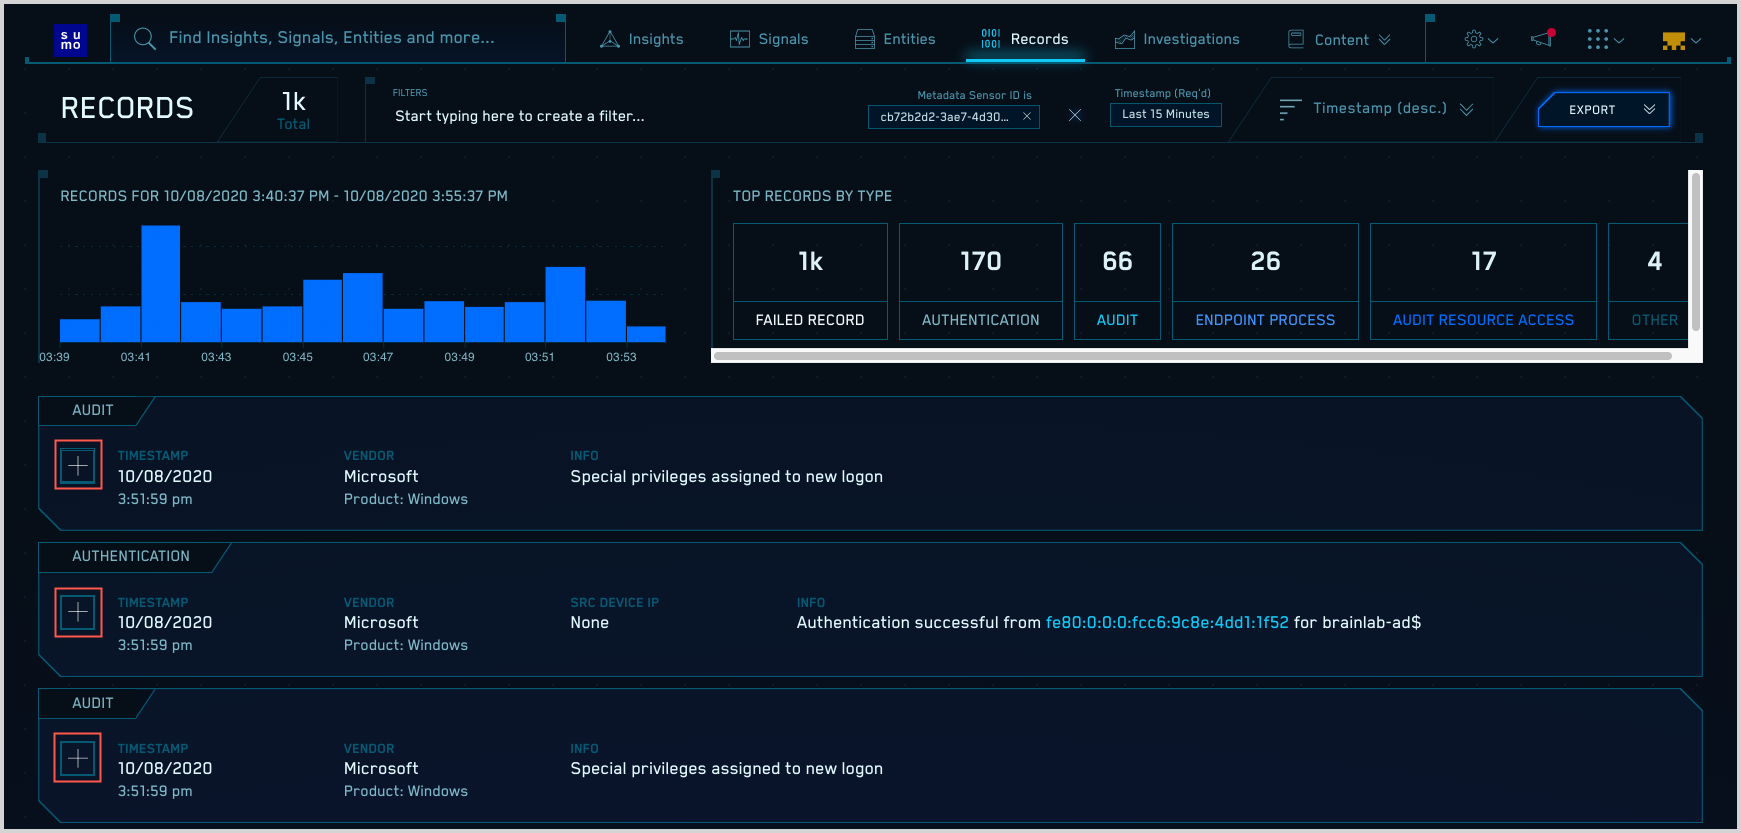 su
mo
Find Insights, Signals, Entities and more...
Insights
Signals
Entities
Records
Investigations
Content
RECORDS
1k
Total
FILTERS
Start typing here to create a filter...
Metadata Sensor ID is
cb72b2d2-3ae7-4d30...
Timestamp (Req'd)
Last 15 Minutes
Timestamp (desc.)
EXPORT
RECORDS FOR 10/08/2020 3:40:37 PM - 10/08/2020 3:55:37 PM
03:39 03:41 03:43 03:45 03:47 03:49 03:51 03:53
TOP RECORDS BY TYPE
1k
FAILED RECORD
170
AUTHENTICATION
66
AUDIT
26
ENDPOINT PROCESS
17
AUDIT RESOURCE ACCESS
4
OTHER
AUDIT
TIMESTAMP
10/08/2020
3:51:59 pm
VENDOR
Microsoft
Product: Windows
INFO
Special privileges assigned to new logon
AUTHENTICATION
TIMESTAMP
10/08/2020
3:51:59 pm
VENDOR
Microsoft
Product: Windows
SRC DEVICE IP
None
INFO
Authentication successful from fe80:0:0:0:fcc6:9c8e:4dd1:1f52 for brainlab-ad$
AUDIT
TIMESTAMP
10/08/2020
3:51:59 pm
VENDOR
Microsoft
Product: Windows
INFO
Special privileges assigned to new logon